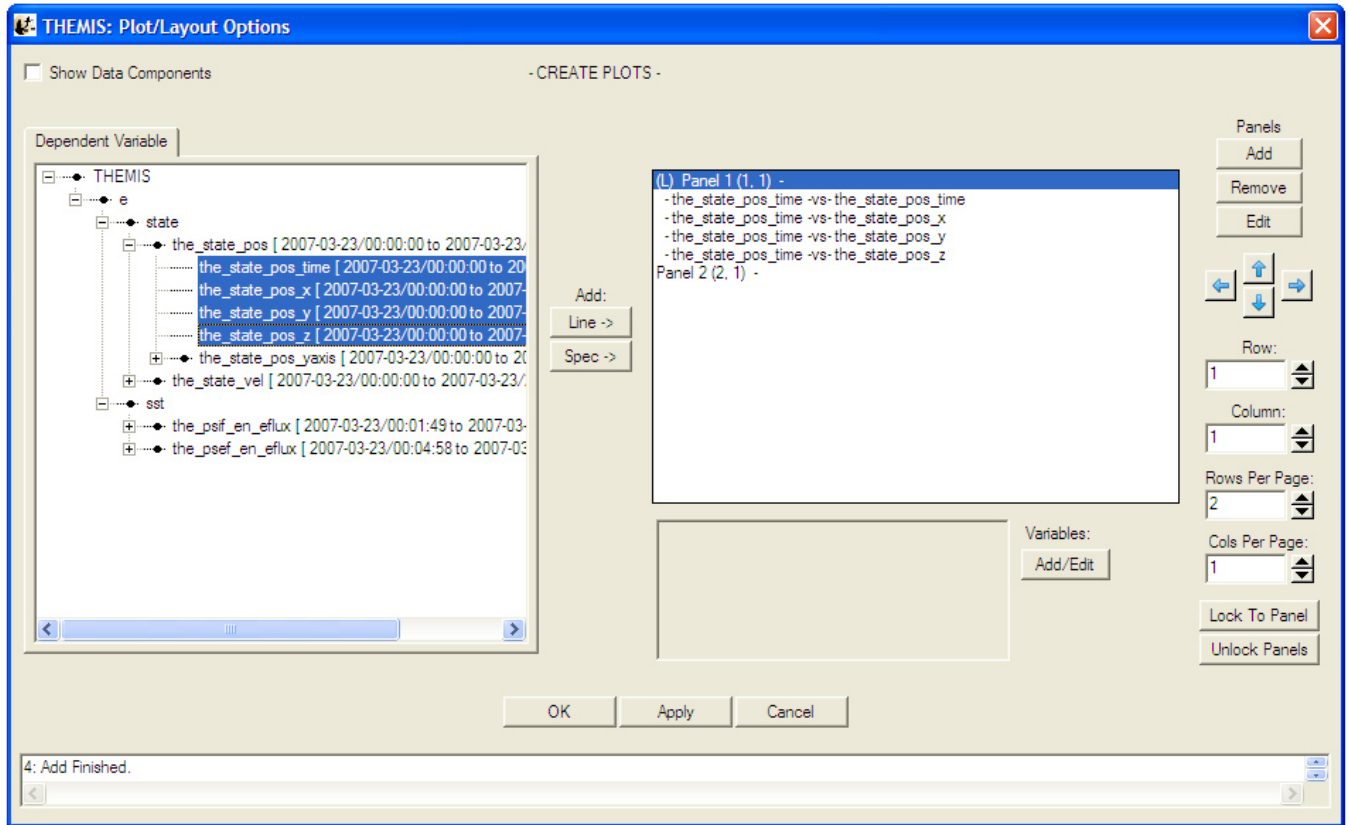 THEMIS: Plot/Layout Options
Show Data Components
- CREATE PLOTS -
Dependent Variable
THEMIS
e
state
the_state_pos [ 2007-03-23/00:00:00 to 2007-03-23/
the_state_pos_time [ 2007-03-23/00:00:00 to 20
the_state_pos_x [ 2007-03-23/00:00:00 to 2007-
the_state_pos_y [ 2007-03-23/00:00:00 to 2007-
the_state_pos_z [ 2007-03-23/00:00:00 to 2007-
the_state_pos_yaxis [ 2007-03-23/00:00:00 to 20
the_state_vel [ 2007-03-23/00:00:00 to 2007-03-23/
sst
the_psif_en_eflux [ 2007-03-23/00:01:49 to 2007-03-
the_psef_en_eflux [ 2007-03-23/00:04:58 to 2007-03
Add:
Line ->
Spec ->
(L) Panel 1 (1, 1) -
- the_state_pos_time -vs- the_state_pos_time
- the_state_pos_time -vs- the_state_pos_x
- the_state_pos_time -vs- the_state_pos_y
- the_state_pos_time -vs- the_state_pos_z
Panel 2 (2, 1) -
Variables:
Add/Edit
Panels
Add
Remove
Edit
Row:
1
Column:
1
Rows Per Page:
2
Cols Per Page:
1
Lock To Panel
Unlock Panels
OK
Apply
Cancel
4: Add Finished.